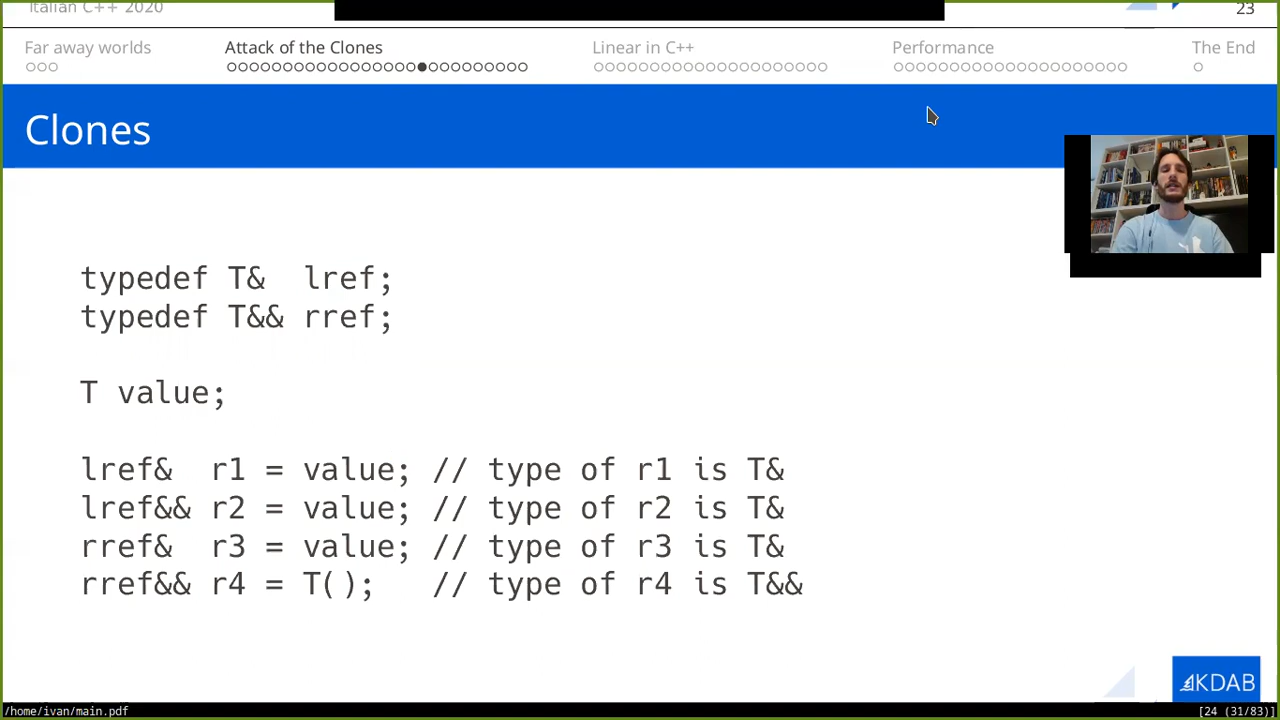 Italian C++ 2020
23
Far away worlds
Attack of the Clones
Linear in C++
Performance
The End
Clones
typedef T&  lref;
typedef T&& rref;
T value;
lref&  r1 = value; // type of r1 is T&
lref&& r2 = value; // type of r2 is T&
rref&  r3 = value; // type of r3 is T&
rref&& r4 = T();   // type of r4 is T&&
KDAB
/home/ivan/main.pdf
[24 (31/83)]